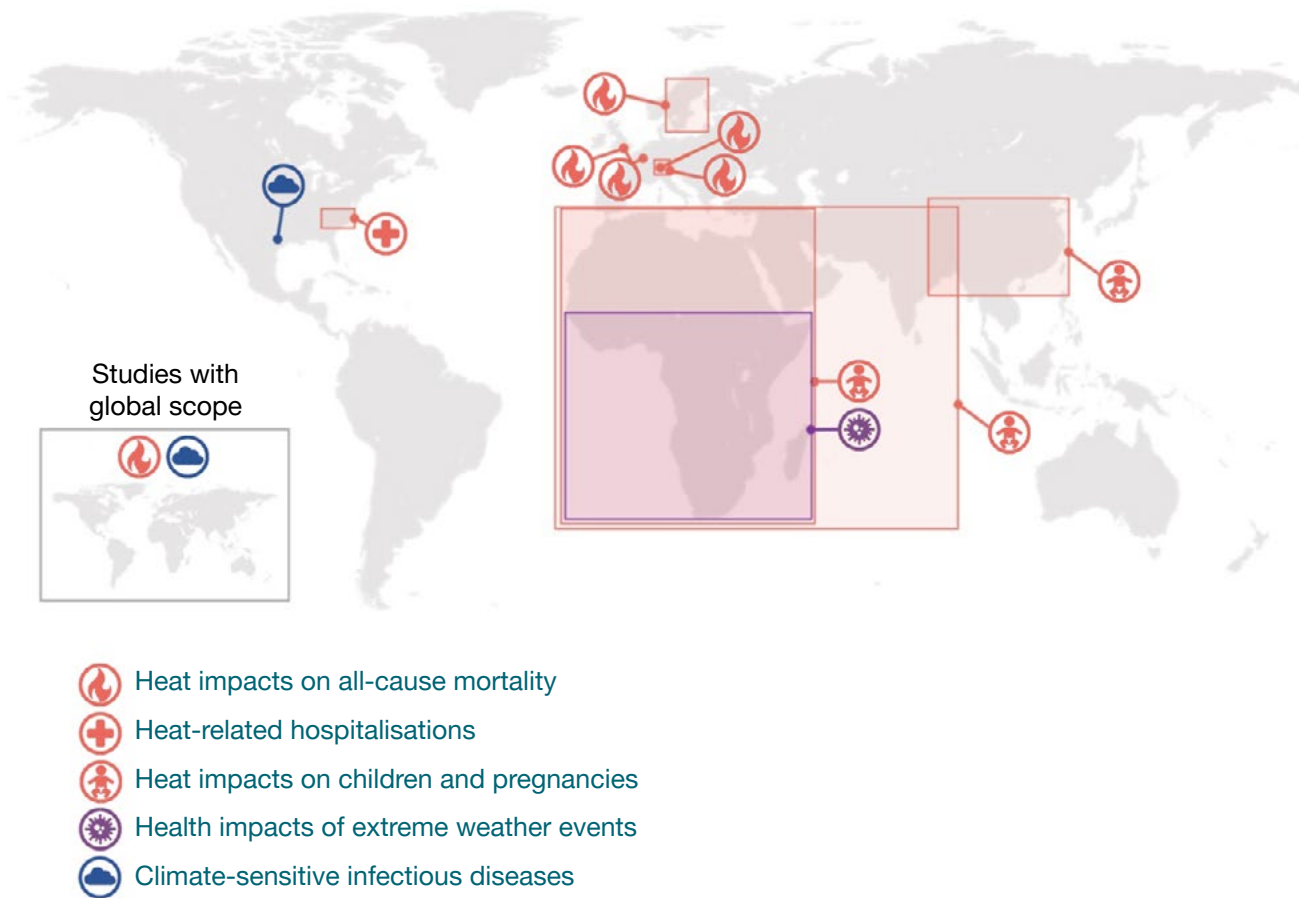 Studies with
global scope
Heat impacts on all-cause mortality
Heat-related hospitalisations
Heat impacts on children and pregnancies
Health impacts of extreme weather events
Climate-sensitive infectious diseases